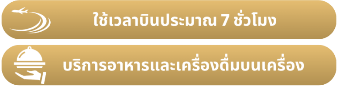 ใช้เวลาบินประมาณ 7 ชั่วโมง
บริการอาหารและเครื่องดื่มบนเครื่อง